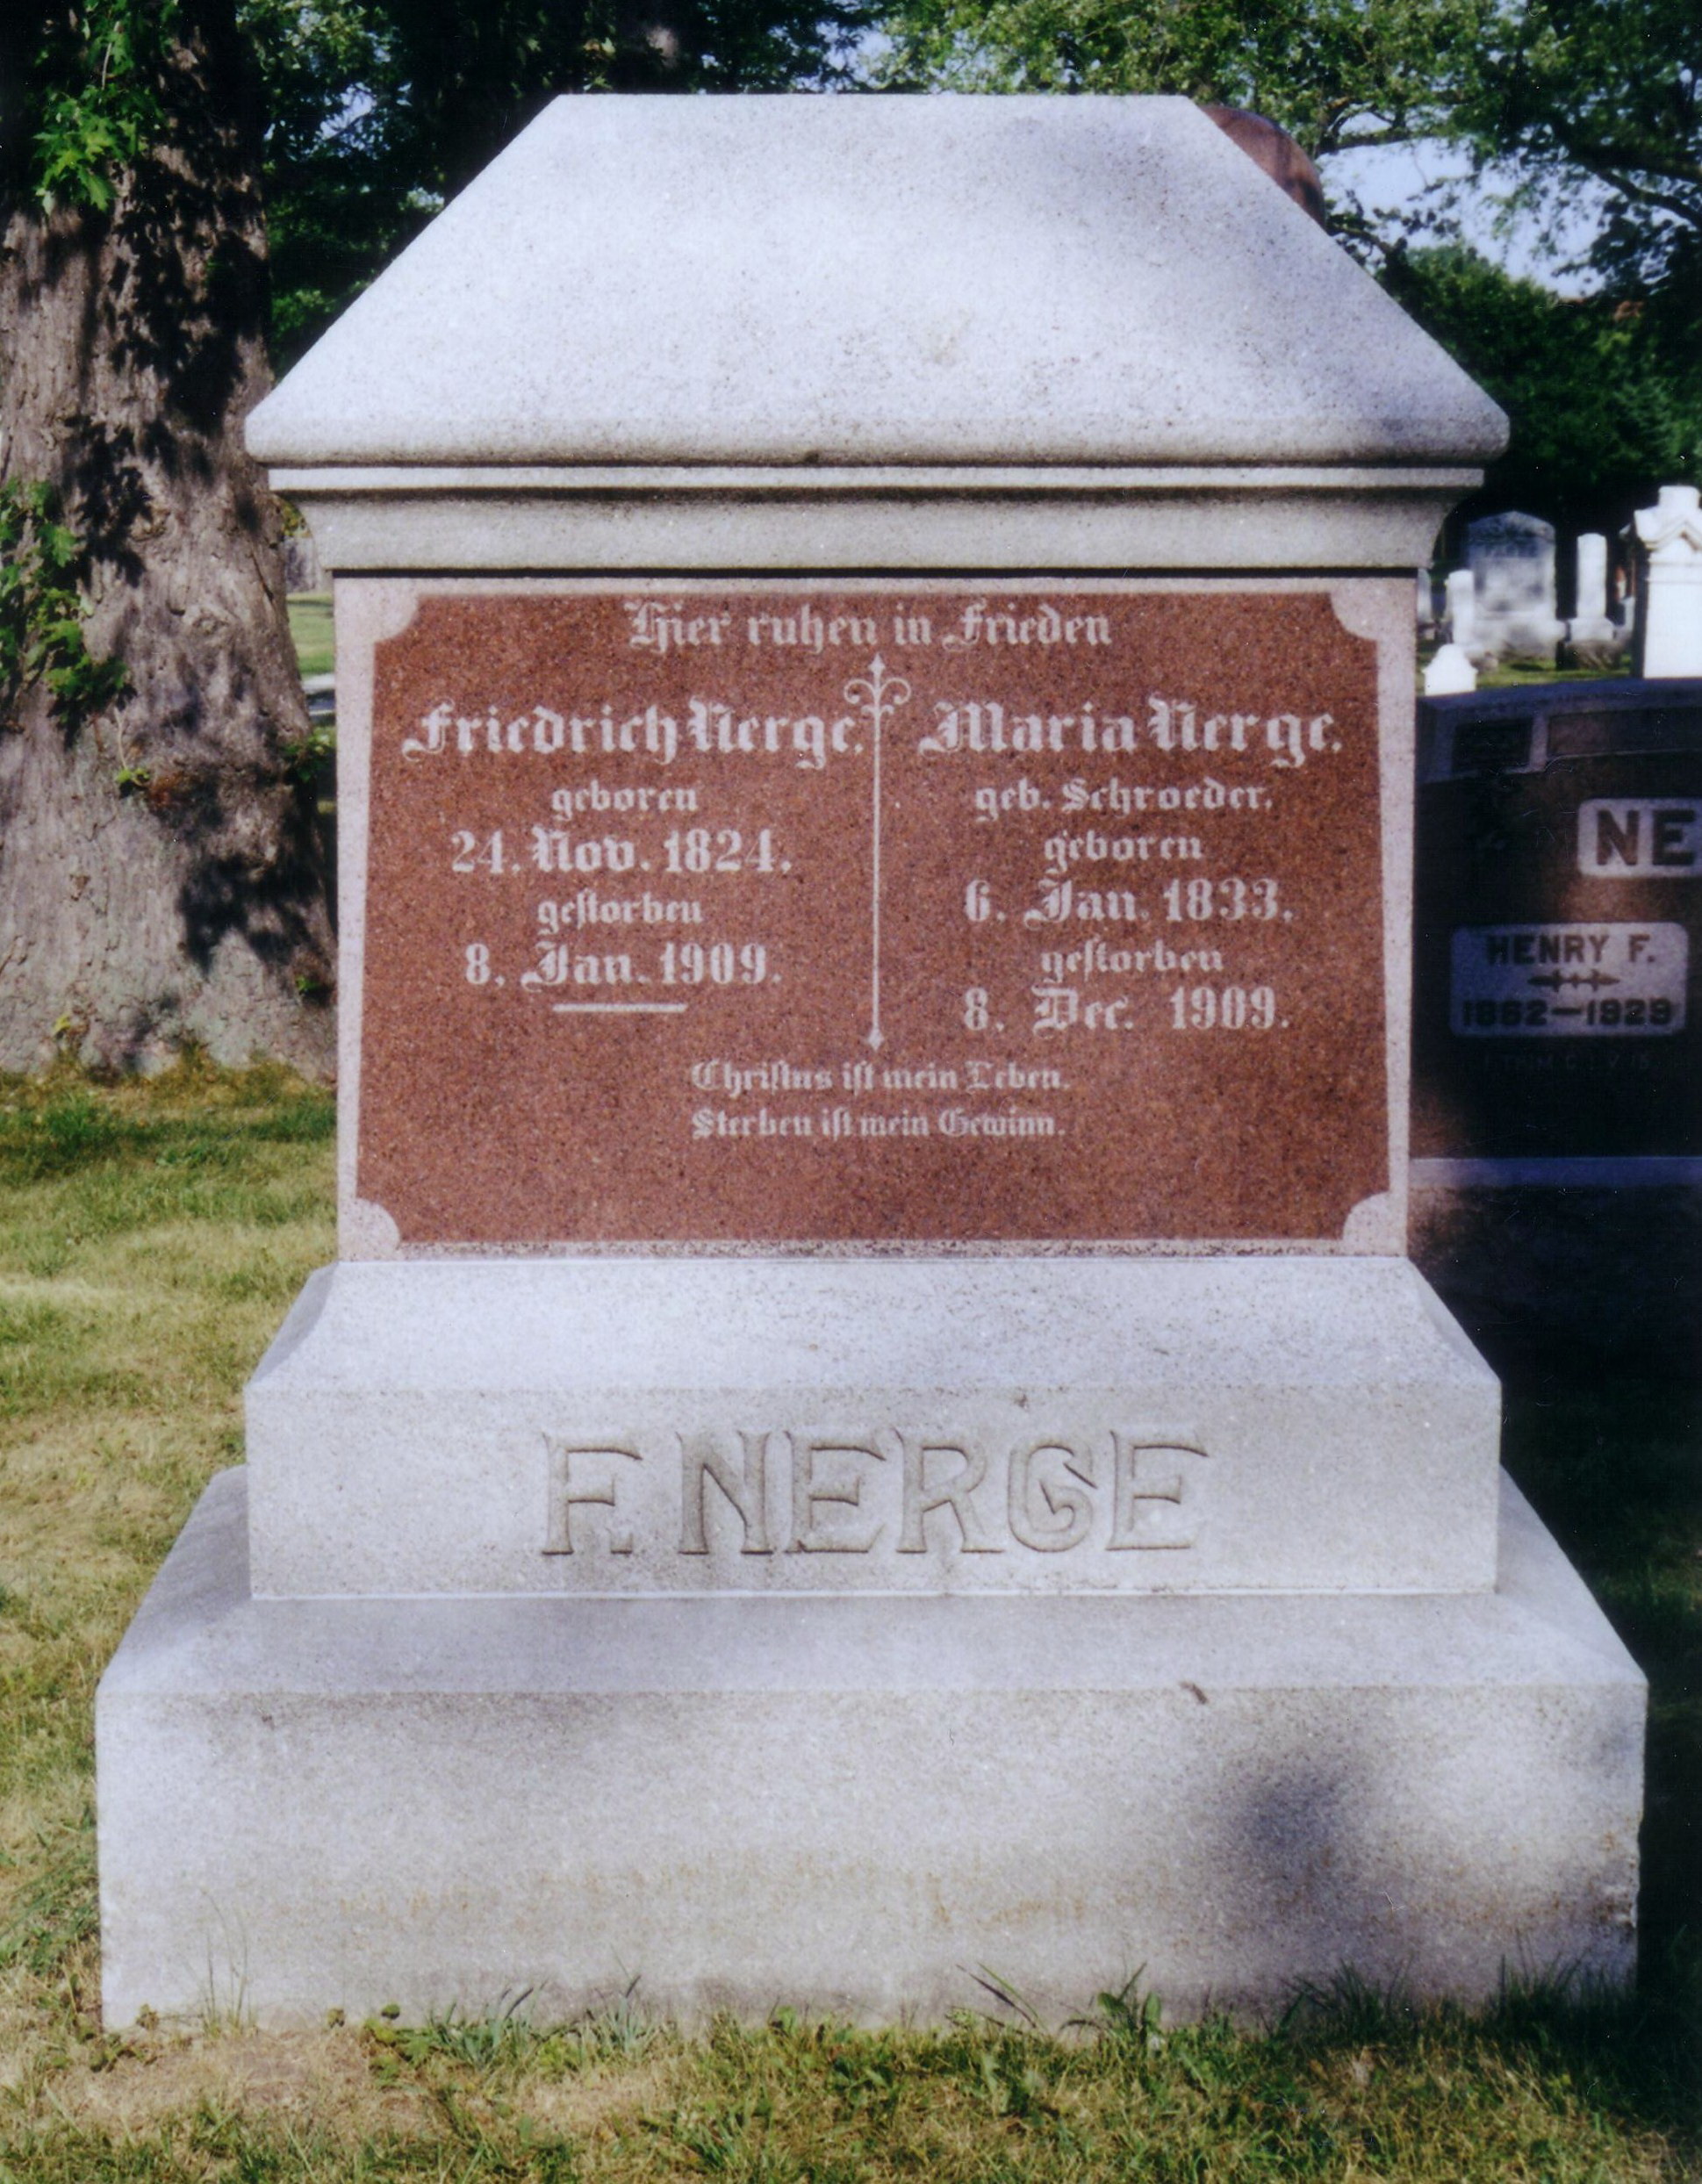 Hier ruhen in Frieden
Friedrich Nerge.
geboren
24. Nov. 1824.
gestorben
8. Jan. 1909.
Maria Nerge.
geb. Schroeder.
geboren
6. Jan. 1833.
gestorben
8. Dec. 1909.
Christus ist mein Leben.
Sterben ist mein Gewinn.
F. NERGE
NE
HENRY F.
1862–1929